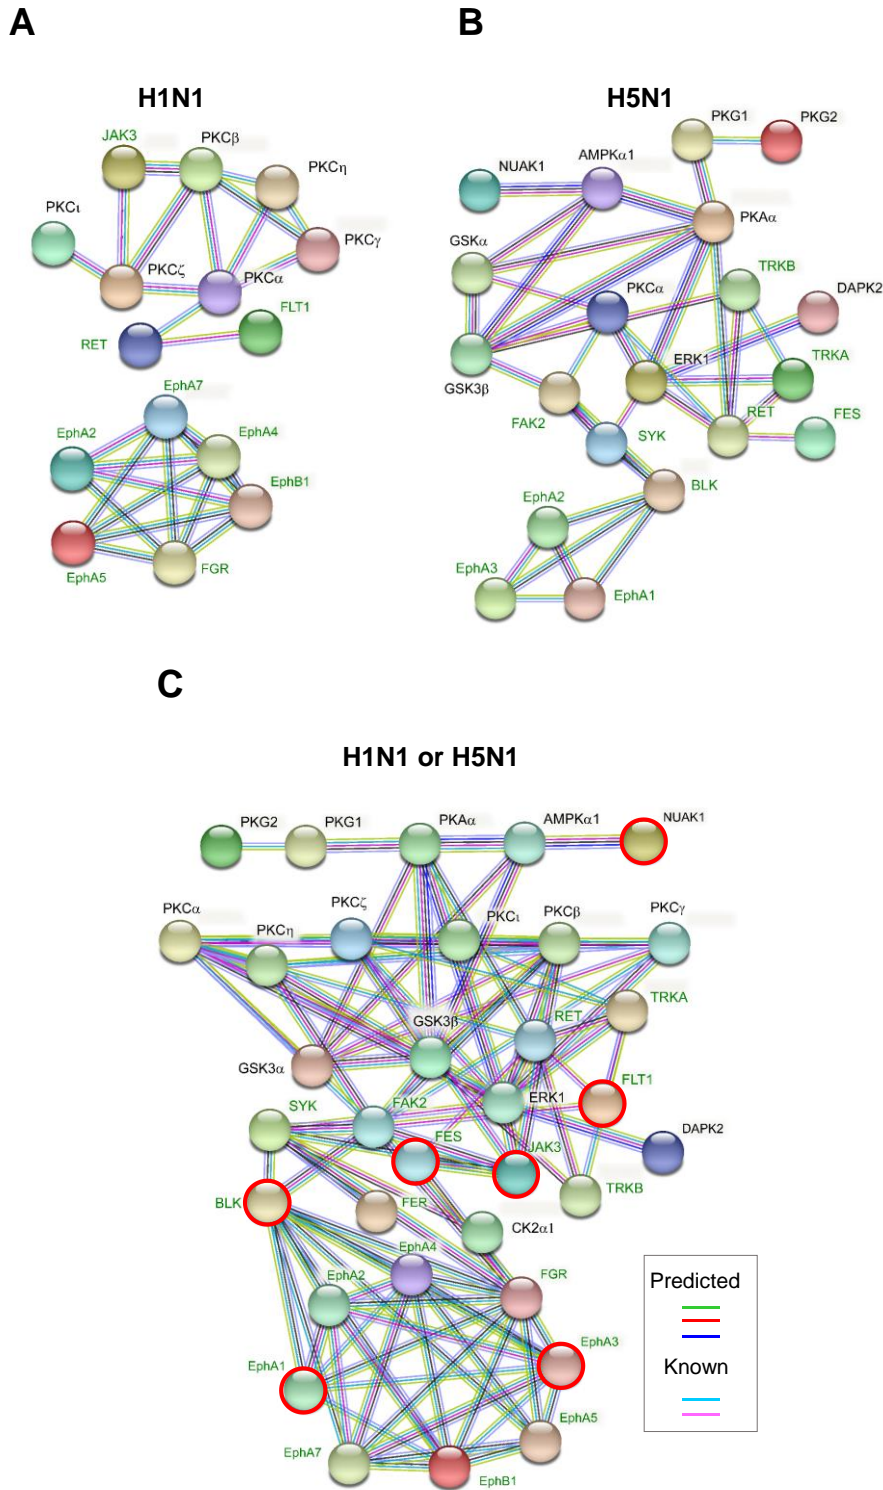 A
B
H1N1
H5N1
JAK3
PKCβ
PKCη
PKCι
PKCγ
PKCζ
PKCα
FLT1
RET
EphA7
EphA2
EphA4
EphB1
EphA5
FGR
PKG1
PKG2
NUAK1
AMPKα1
PKAα
GSKα
TRKB
PKCα
DAPK2
GSK3β
ERK1
TRKA
FAK2
SYK
RET
FES
BLK
EphA2
EphA3
EphA1
C
H1N1 or H5N1
PKG2
PKG1
PKAα
AMPKα1
NUAK1
PKCα
PKCη
PKCζ
PKCι
PKCβ
PKCγ
TRKA
GSK3β
RET
GSK3α
FLT1
SYK
FAK2
ERK1
FES
JAK3
DAPK2
BLK
FER
TRKB
CK2α1
EphA4
EphA2
FGR
EphA3
EphA1
EphA5
EphA7
EphB1
Predicted
Known